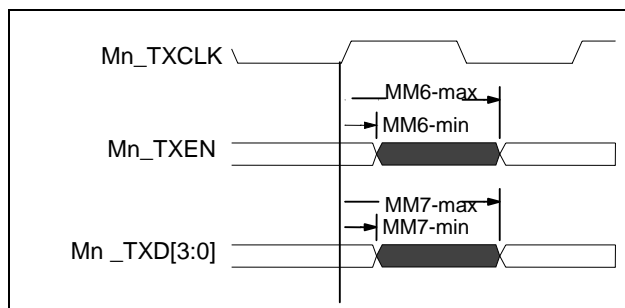 Mn_TXCLK
MM6-max
MM6-min
Mn_TXEN
MM7-max
MM7-min
Mn _TXD[3:0]